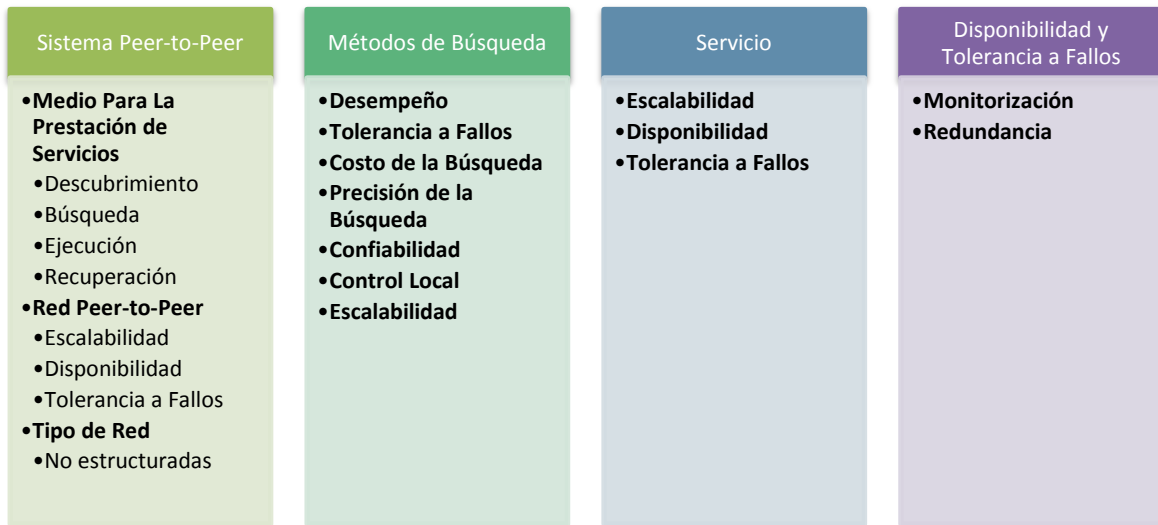 Sistema Peer-to-Peer
•Medio Para La
Prestación de
Servicios
•Descubrimiento
•Búsqueda
•Ejecución
•Recuperación
•Red Peer-to-Peer
•Escalabilidad
•Disponibilidad
•Tolerancia a Fallos
•Tipo de Red
•No estructuradas
Métodos de Búsqueda
•Desempeño
•Tolerancia a Fallos
•Costo de la Búsqueda
•Precisión de la
Búsqueda
•Confiabilidad
•Control Local
•Escalabilidad
Servicio
•Escalabilidad
•Disponibilidad
•Tolerancia a Fallos
Disponibilidad y
Tolerancia a Fallos
•Monitorización
•Redundancia